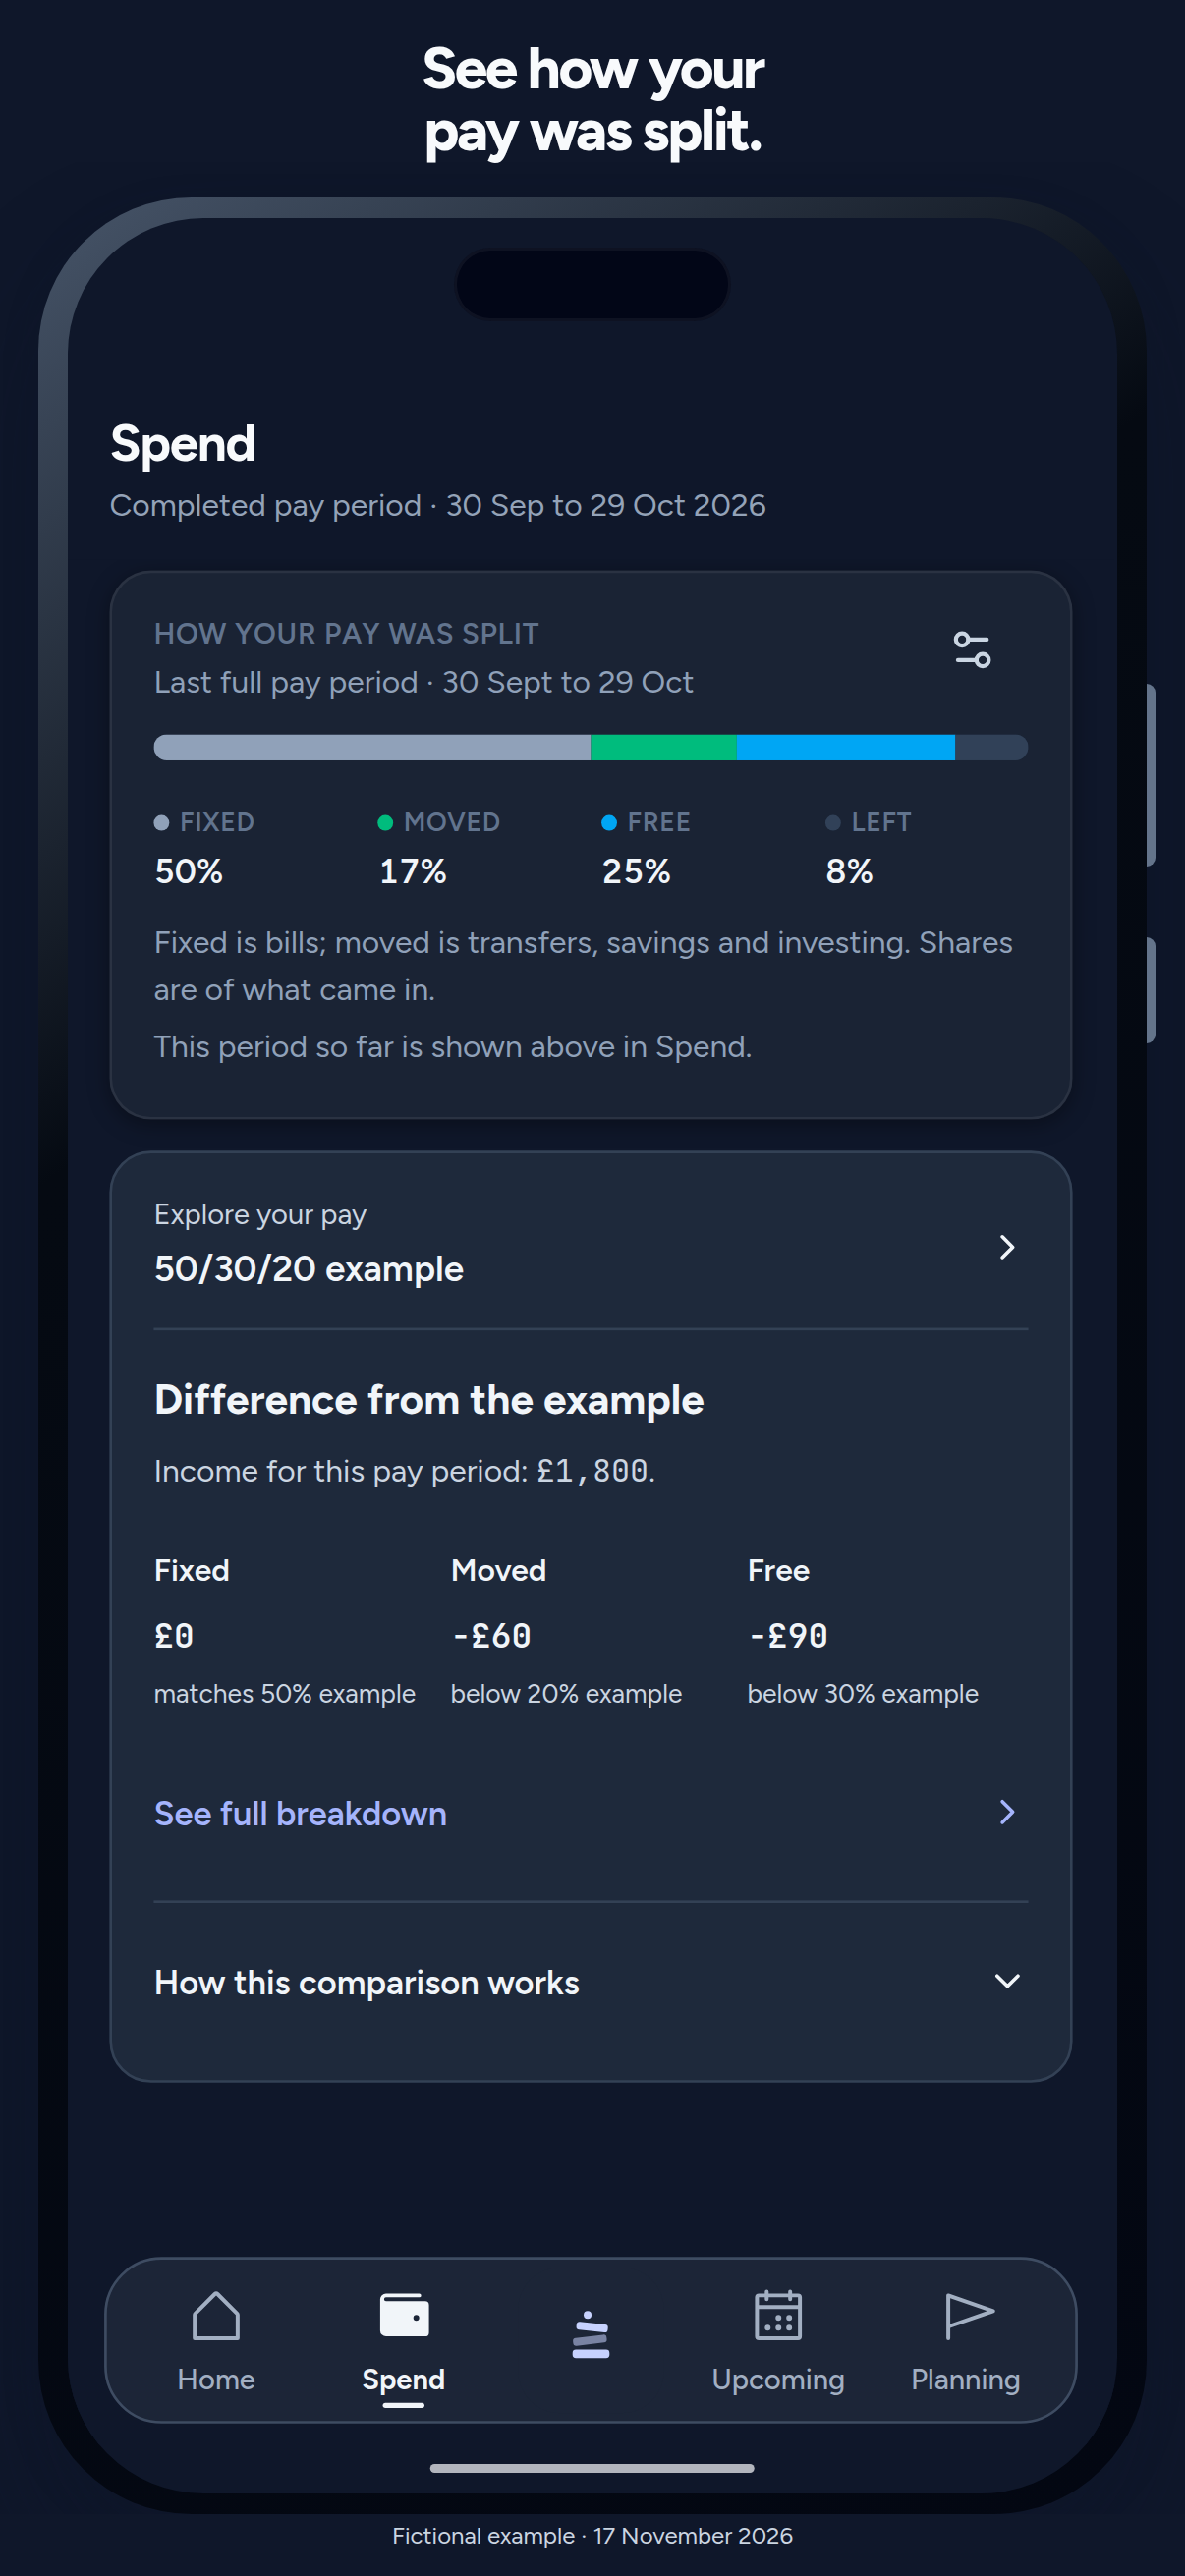 See how your
pay was split.
Spend
Completed pay period · 30 Sep to 29 Oct 2026
HOW YOUR PAY WAS SPLIT
Last full pay period · 30 Sept to 29 Oct
FIXED MOVED FREE LEFT
50% 17% 25% 8%
Fixed is bills; moved is transfers, savings and investing. Shares
are of what came in.
This period so far is shown above in Spend.
Explore your pay
50/30/20 example
Difference from the example
Income for this pay period: £1,800.
Fixed Moved Free
£0 -£60 -£90
matches 50% example below 20% example below 30% example
See full breakdown
How this comparison works
Home Spend Upcoming Planning
Fictional example · 17 November 2026